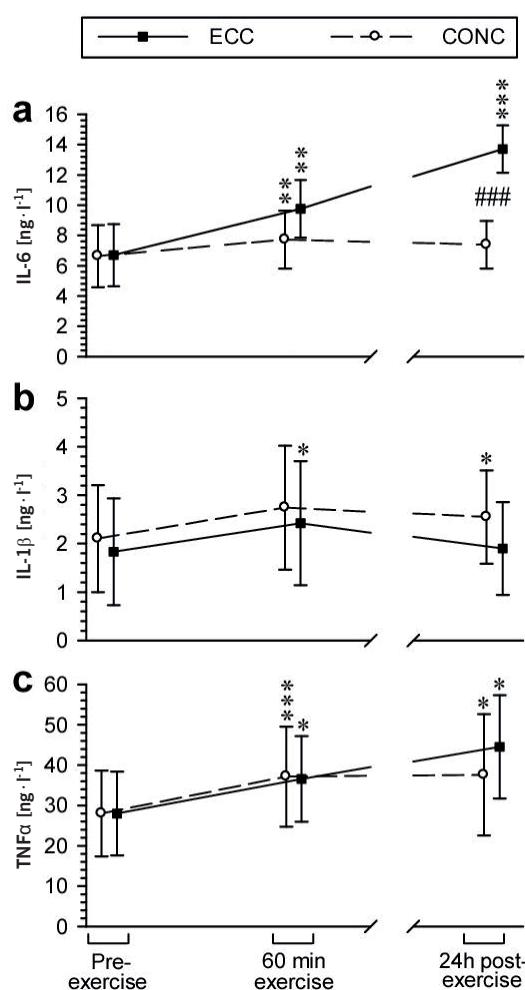 ECC CONC
a
IL-6 [ng·l⁻¹]
16
14
12
10
8
6
4
2
0
**
**
***
###
b
IL-1β [ng·l⁻¹]
5
4
3
2
1
0
*
*
c
TNFα [ng·l⁻¹]
60
50
40
30
20
10
0
***
*
*
*
Pre-
exercise
60 min
exercise
24h post-
exercise